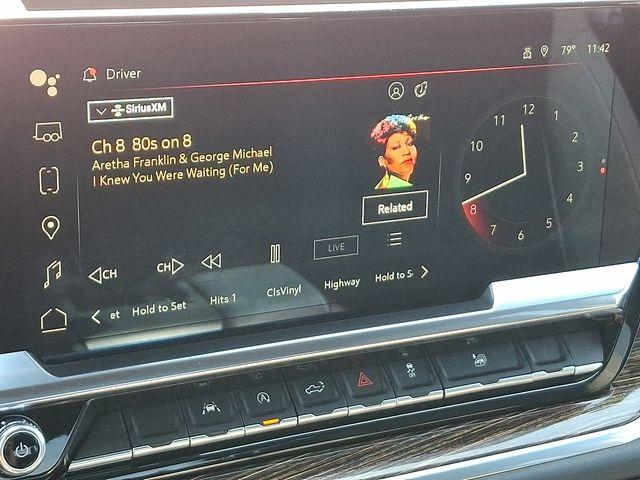 79° 11:42
Driver
SiriusXM
Ch 8 80s on 8
Aretha Franklin & George Michael
I Knew You Were Waiting (For Me)
Related
12
1
2
3
4
5
6
7
8
9
10
11
CH
CH
LIVE
et
Hold to Set
Hits 1
ClsVinyl
Highway
Hold to S
OFF